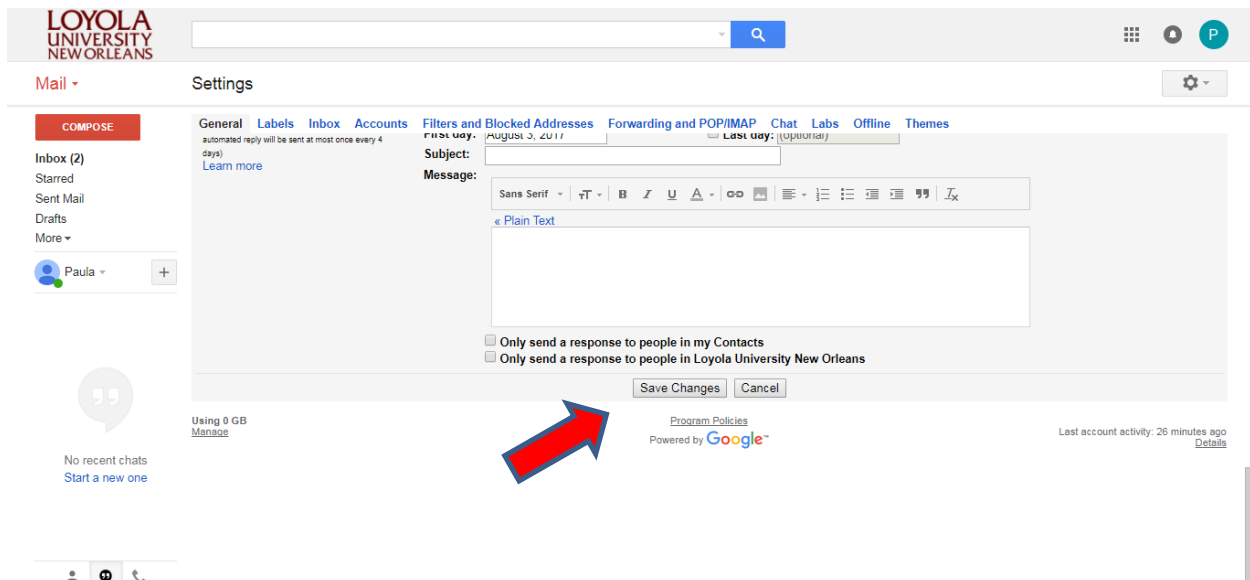 LOYOLA
UNIVERSITY
NEW ORLEANS
P
Mail
Settings
COMPOSE
General Labels Inbox Accounts Filters and Blocked Addresses Forwarding and POP/IMAP Chat Labs Offline Themes
automated reply will be sent at most once every 4
days)
Learn more
First day: August 3, 2017 Last day: (optional)
Subject:
Message:
Sans Serif
« Plain Text
Inbox (2)
Starred
Sent Mail
Drafts
More
Paula
Only send a response to people in my Contacts
Only send a response to people in Loyola University New Orleans
Save Changes Cancel
Using 0 GB
Manage
Program Policies
Powered by Google™
Last account activity: 26 minutes ago
Details
No recent chats
Start a new one